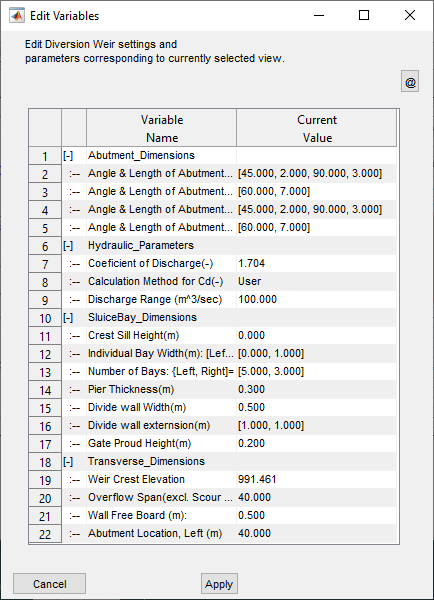 Edit Variables
Edit Diversion Weir settings and
parameters corresponding to currently selected view.
@
Variable Current
Name Value
1 [-] Abutment_Dimensions
2 :-- Angle & Length of Abutment... [45.000, 2.000, 90.000, 3.000]
3 :-- Angle & Length of Abutment... [60.000, 7.000]
4 :-- Angle & Length of Abutment... [45.000, 2.000, 90.000, 3.000]
5 :-- Angle & Length of Abutment... [60.000, 7.000]
6 [-] Hydraulic_Parameters
7 :-- Coeficient of Discharge(-) 1.704
8 :-- Calculation Method for Cd(-) User
9 :-- Discharge Range (m^3/sec) 100.000
10 [-] SluiceBay_Dimensions
11 :-- Crest Sill Height(m) 0.000
12 :-- Individual Bay Width(m): [Lef... [0.000, 1.000]
13 :-- Number of Bays: {Left, Right]= [5.000, 3.000]
14 :-- Pier Thickness(m) 0.300
15 :-- Divide wall Width(m) 0.500
16 :-- Divide wall externsion(m) [1.000, 1.000]
17 :-- Gate Proud Height(m) 0.200
18 [-] Transverse_Dimensions
19 :-- Weir Crest Elevation 991.461
20 :-- Overflow Span(excl. Scour ... 40.000
21 :-- Wall Free Board (m): 0.500
22 :-- Abutment Location, Left (m) 40.000
Cancel Apply